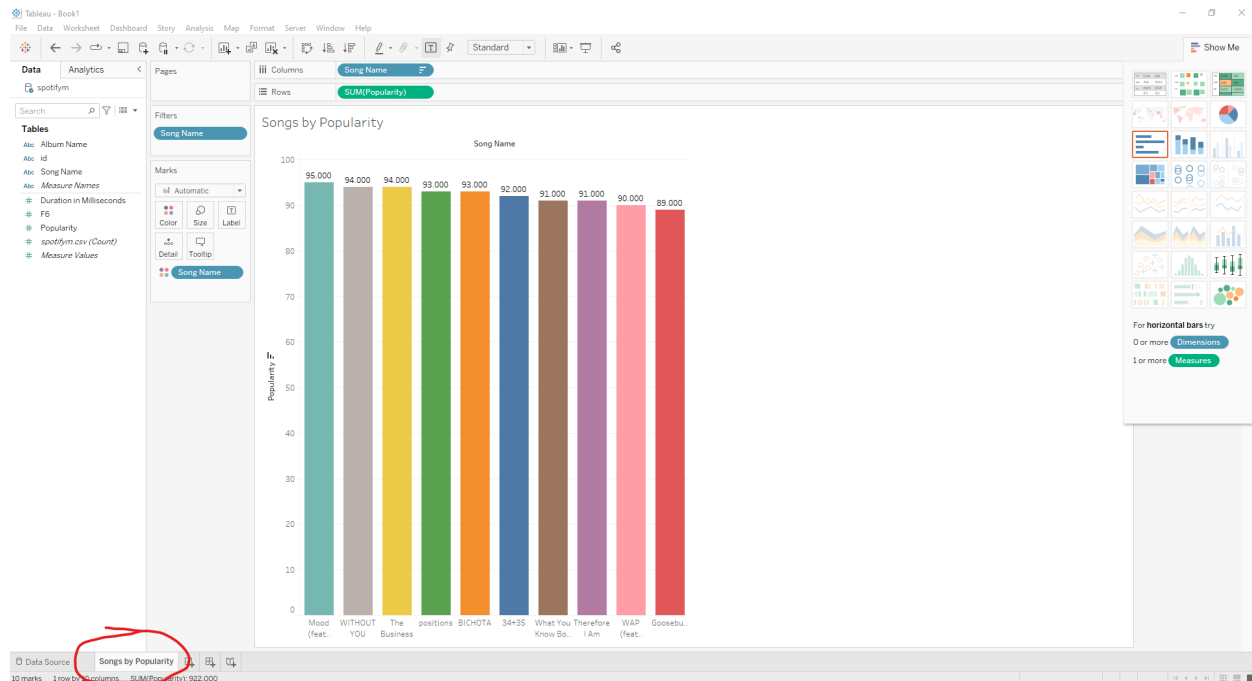 Tableau - Book1
File Data Worksheet Dashboard Story Analysis Map Format Server Window Help
Standard
Show Me
Data Analytics
spotifym
Search
Tables
Abc Album Name
Abc id
Abc Song Name
Abc Measure Names
# Duration in Milliseconds
# F6
# Popularity
# spotifym.csv (Count)
# Measure Values
Pages
Filters
Song Name
Marks
Automatic
Color Size Label
Detail Tooltip
Song Name
Columns Song Name
Rows SUM(Popularity)
Songs by Popularity
Song Name
Popularity
100
90
80
70
60
50
40
30
20
10
0
95.000 94.000 94.000 93.000 93.000 92.000 91.000 91.000 90.000 89.000
Mood (feat..
WITHOUT YOU
The Business
positions
BICHOTA
34+35
What You Know Bo..
Therefore I Am
WAP (feat..
Goosebu..
For horizontal bars try
0 or more Dimensions
1 or more Measures
Data Source Songs by Popularity
10 marks 1 row by 10 columns SUM(Popularity): 922.000